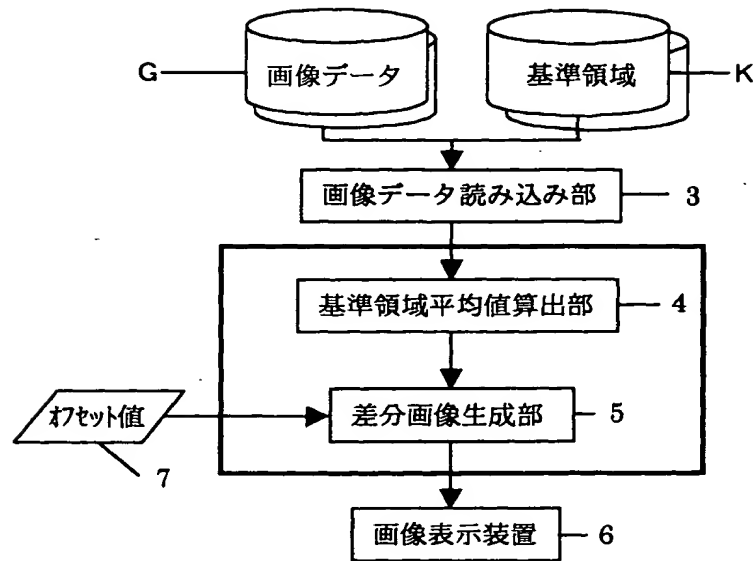 G
画像データ
基準領域
K
画像データ読み込み部
3
基準領域平均値算出部
4
オフセット値
差分画像生成部
5
7
画像表示装置
6